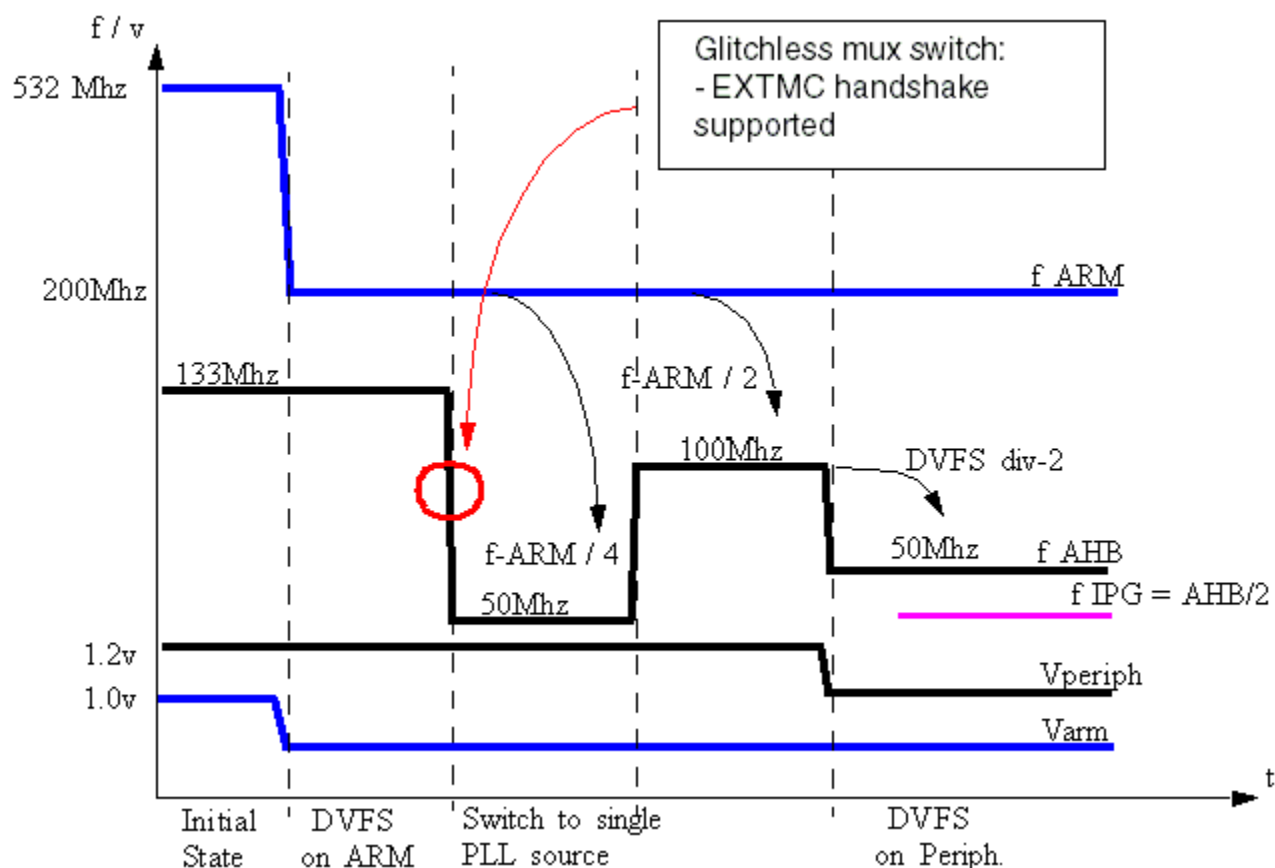 f / v
Glitchless mux switch:
- EXTMC handshake
supported
532 Mhz
200Mhz
f ARM
133Mhz
f-ARM / 2
100Mhz
DVFS div-2
f-ARM / 4
50Mhz
f AHB
50Mhz
f IPG = AHB/2
1.2v
Vperiph
1.0v
Varm
t
Initial
State
DVFS
on ARM
Switch to single
PLL source
DVFS
on Periph.